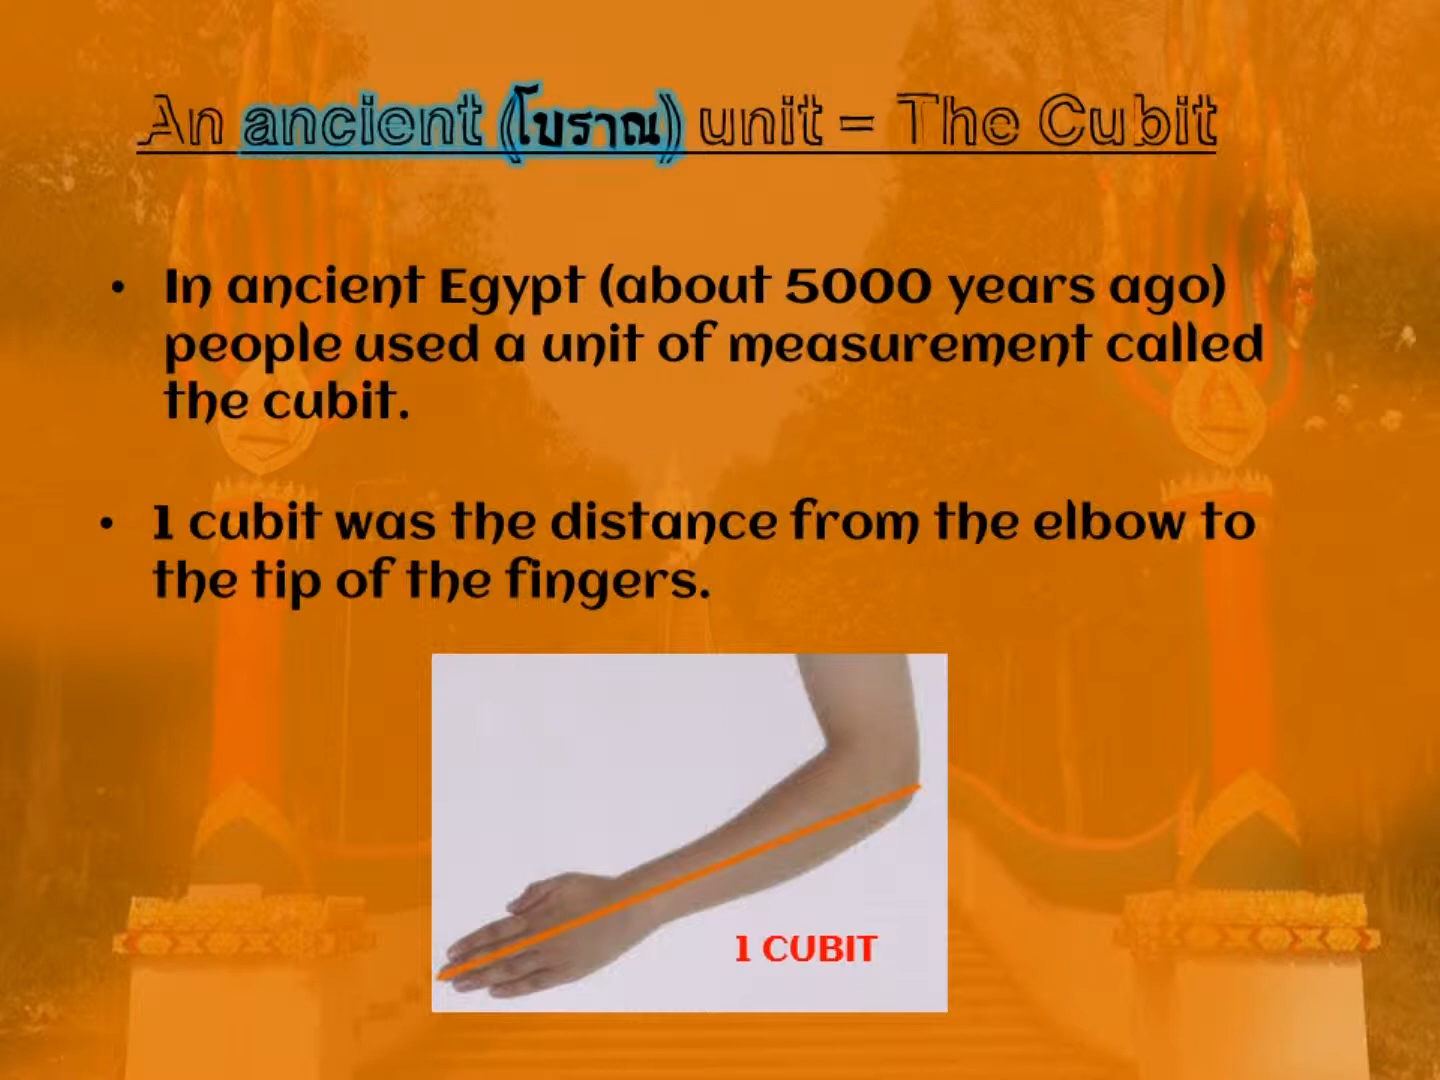 An ancient (โบราณ) unit = The Cubit
• In ancient Egypt (about 5000 years ago)
people used a unit of measurement called
the cubit.
• 1 cubit was the distance from the elbow to
the tip of the fingers.
1 CUBIT